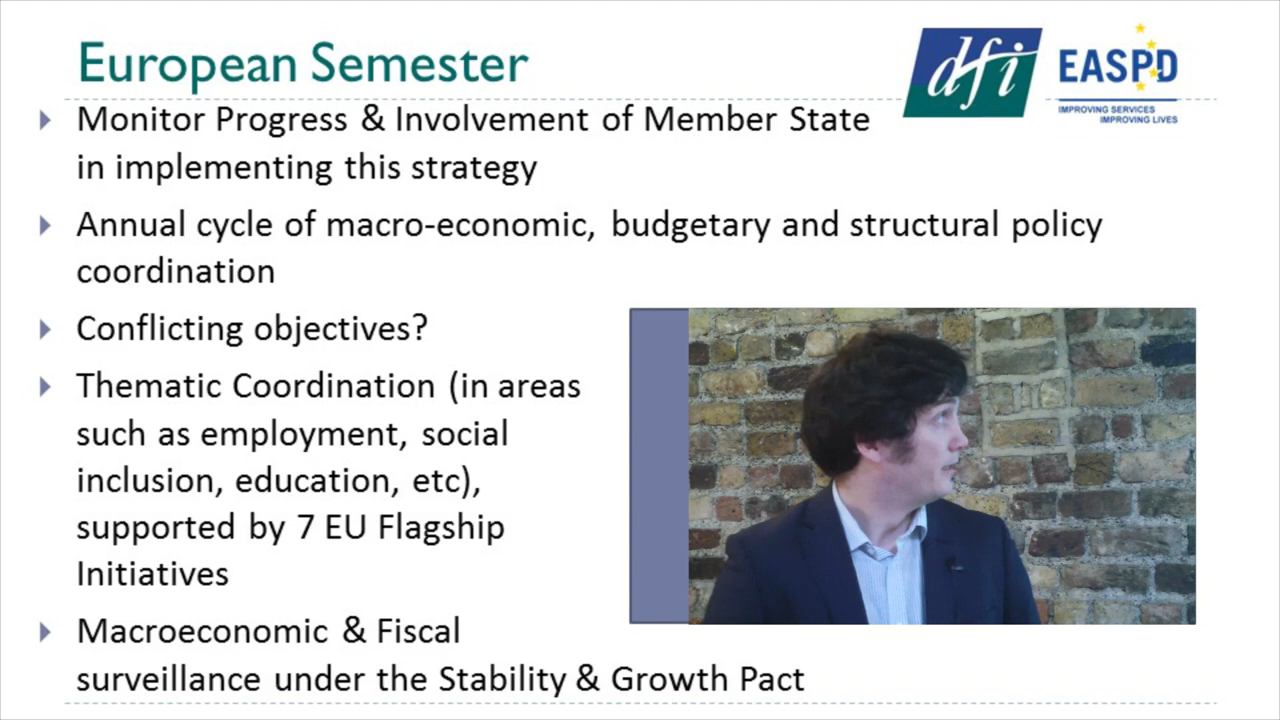 European Semester
dfi
EASPD
IMPROVING SERVICES
IMPROVING LIVES
Monitor Progress & Involvement of Member State
in implementing this strategy
Annual cycle of macro-economic, budgetary and structural policy
coordination
Conflicting objectives?
Thematic Coordination (in areas
such as employment, social
inclusion, education, etc),
supported by 7 EU Flagship
Initiatives
Macroeconomic & Fiscal
surveillance under the Stability & Growth Pact